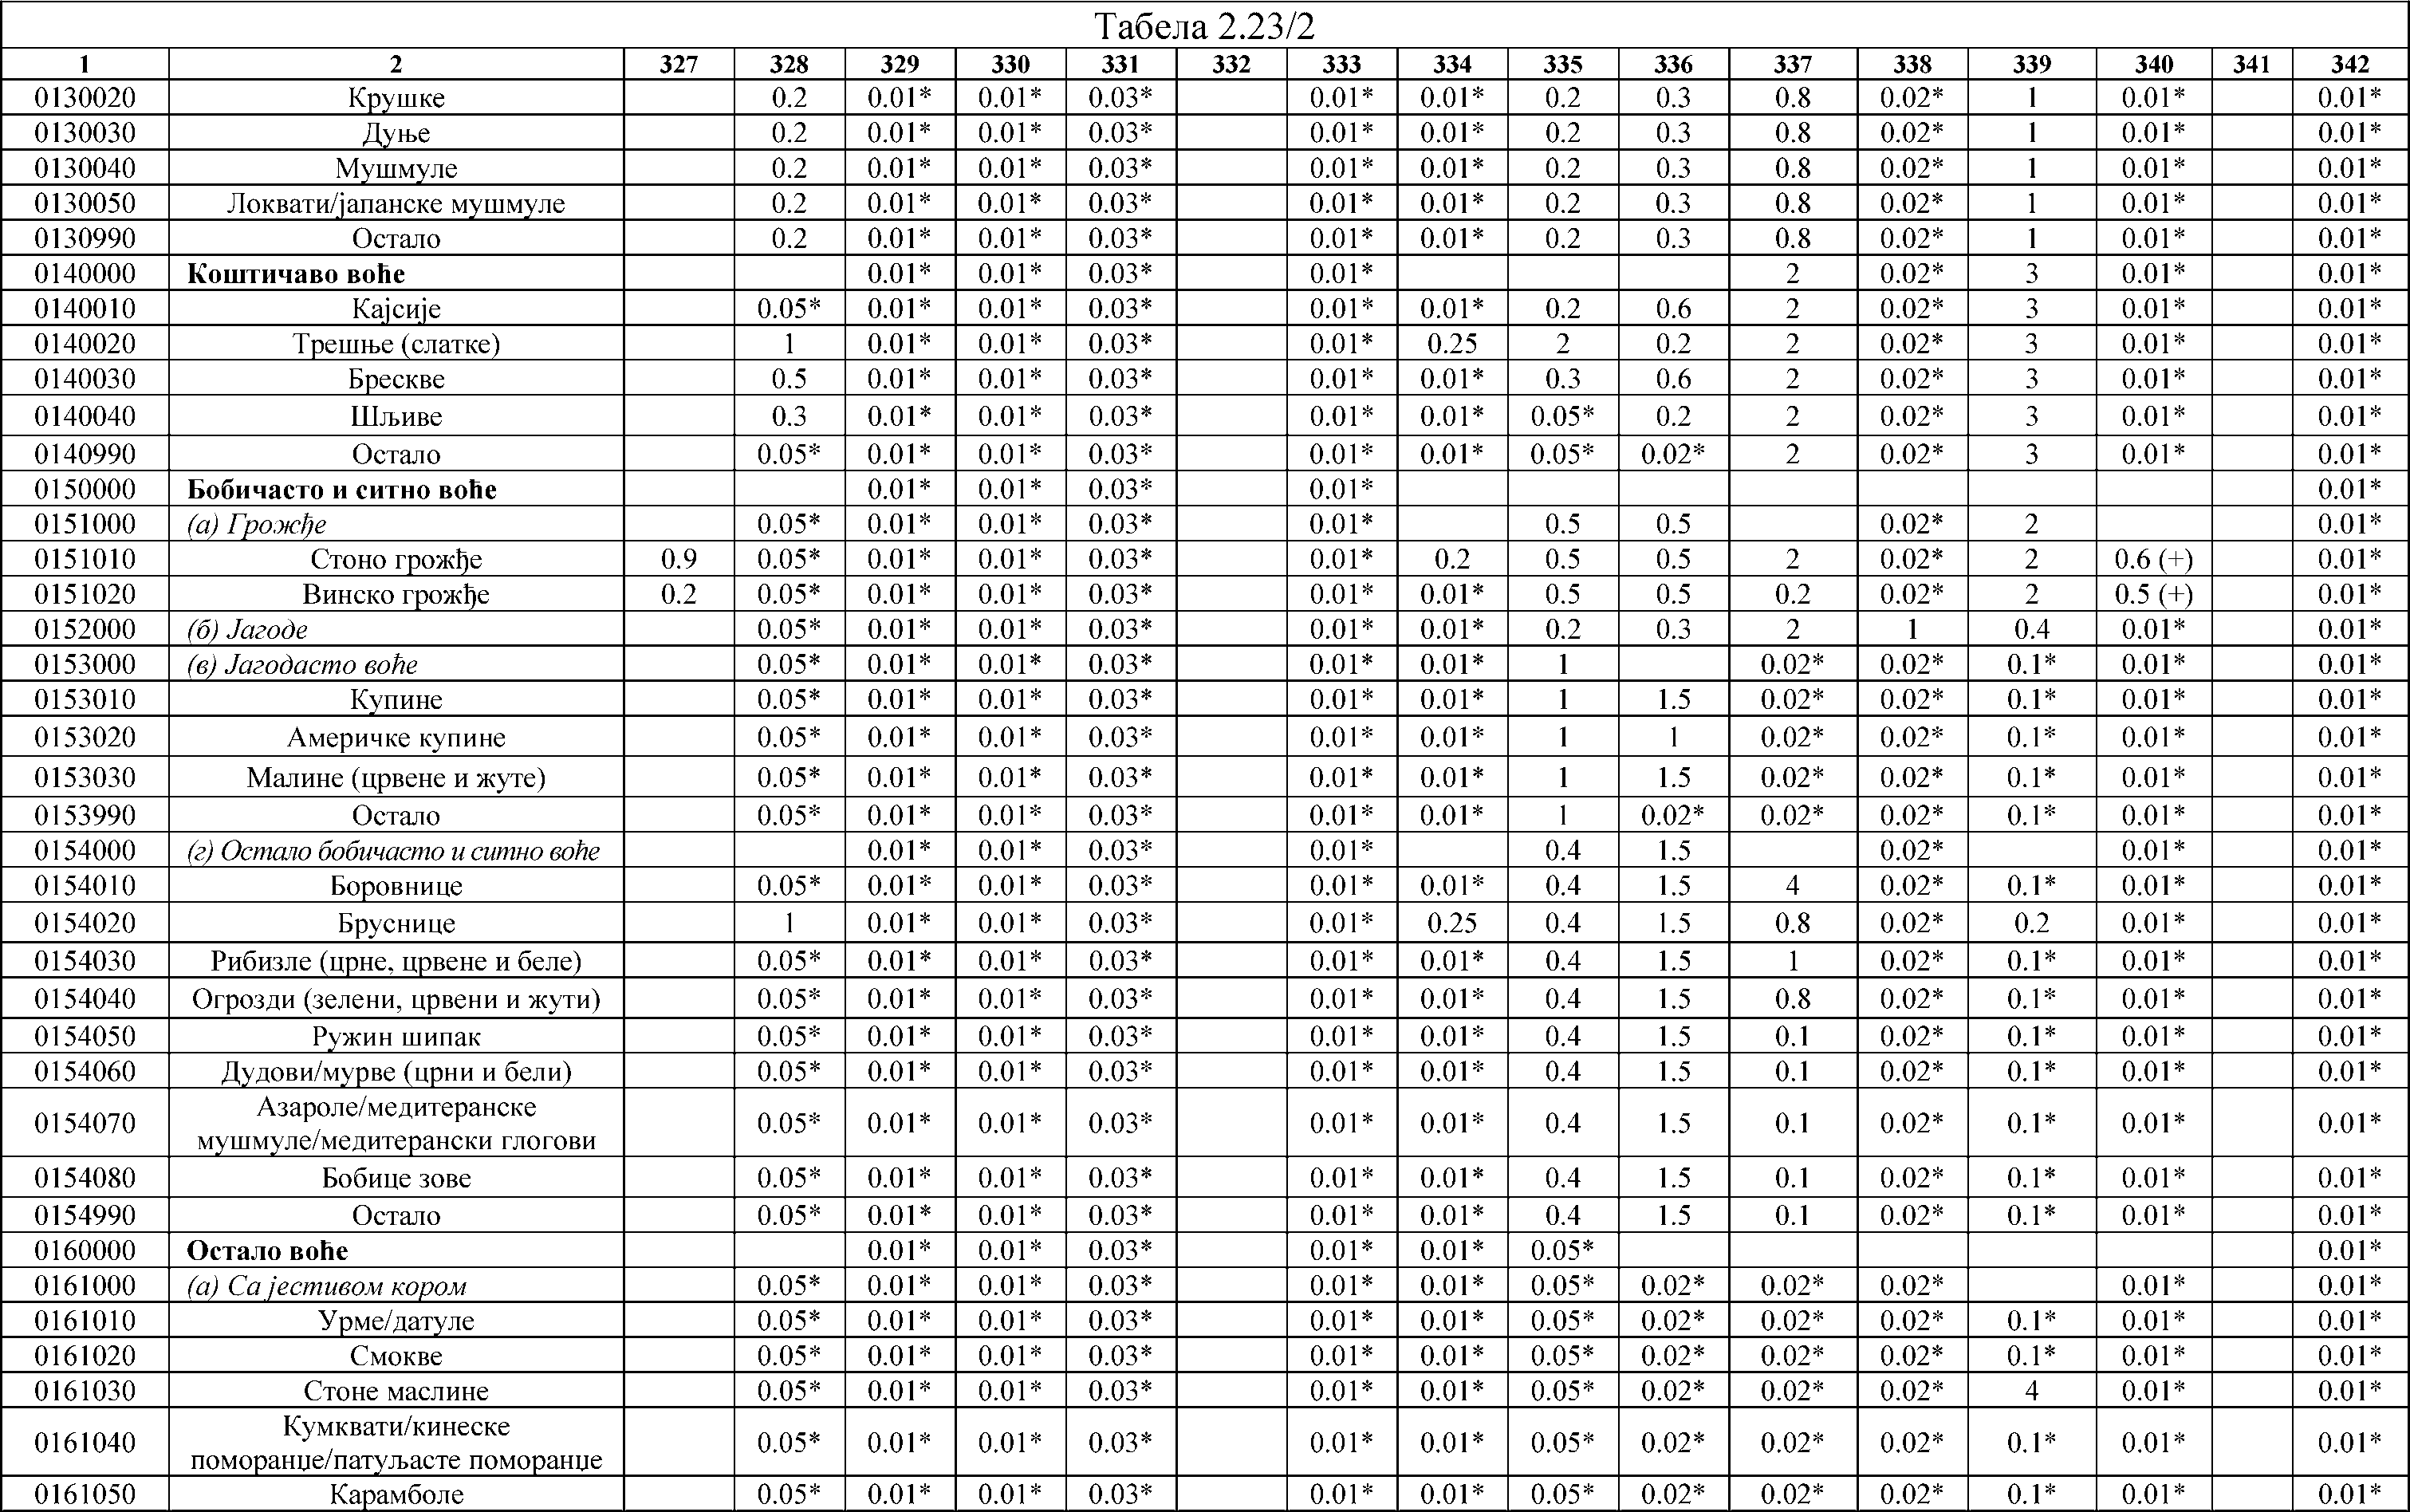 Табела 2.23/2
1 2 327 328 329 330 331 332 333 334 335 336 337 338 339 340 341 342
0130020 Крушке 0.2 0.01* 0.01* 0.03* 0.01* 0.01* 0.2 0.3 0.8 0.02* 1 0.01* 0.01*
0130030 Дуње 0.2 0.01* 0.01* 0.03* 0.01* 0.01* 0.2 0.3 0.8 0.02* 1 0.01* 0.01*
0130040 Мушмуле 0.2 0.01* 0.01* 0.03* 0.01* 0.01* 0.2 0.3 0.8 0.02* 1 0.01* 0.01*
0130050 Локвати/јапанске мушмуле 0.2 0.01* 0.01* 0.03* 0.01* 0.01* 0.2 0.3 0.8 0.02* 1 0.01* 0.01*
0130990 Остало 0.2 0.01* 0.01* 0.03* 0.01* 0.01* 0.2 0.3 0.8 0.02* 1 0.01* 0.01*
0140000 Коштичаво воће 0.01* 0.01* 0.03* 0.01* 2 0.02* 3 0.01* 0.01*
0140010 Кајсије 0.05* 0.01* 0.01* 0.03* 0.01* 0.01* 0.2 0.6 2 0.02* 3 0.01* 0.01*
0140020 Трешње (слатке) 1 0.01* 0.01* 0.03* 0.01* 0.25 2 0.2 2 0.02* 3 0.01* 0.01*
0140030 Брескве 0.5 0.01* 0.01* 0.03* 0.01* 0.01* 0.3 0.6 2 0.02* 3 0.01* 0.01*
0140040 Шљиве 0.3 0.01* 0.01* 0.03* 0.01* 0.01* 0.05* 0.2 2 0.02* 3 0.01* 0.01*
0140990 Остало 0.05* 0.01* 0.01* 0.03* 0.01* 0.01* 0.05* 0.02* 2 0.02* 3 0.01* 0.01*
0150000 Бобичасто и ситно воће 0.01* 0.01* 0.03* 0.01* 0.01*
0151000 (а) Грожђе 0.05* 0.01* 0.01* 0.03* 0.01* 0.5 0.5 0.02* 2 0.01*
0151010 Стоно грожђе 0.9 0.05* 0.01* 0.01* 0.03* 0.01* 0.2 0.5 0.5 2 0.02* 2 0.6 (+) 0.01*
0151020 Винско грожђе 0.2 0.05* 0.01* 0.01* 0.03* 0.01* 0.01* 0.5 0.5 0.2 0.02* 2 0.5 (+) 0.01*
0152000 (б) Јагоде 0.05* 0.01* 0.01* 0.03* 0.01* 0.01* 0.2 0.3 2 1 0.4 0.01* 0.01*
0153000 (в) Јагодасто воће 0.05* 0.01* 0.01* 0.03* 0.01* 0.01* 1 0.02* 0.02* 0.1* 0.01* 0.01*
0153010 Купине 0.05* 0.01* 0.01* 0.03* 0.01* 0.01* 1 1.5 0.02* 0.02* 0.1* 0.01* 0.01*
0153020 Америчке купине 0.05* 0.01* 0.01* 0.03* 0.01* 0.01* 1 1 0.02* 0.02* 0.1* 0.01* 0.01*
0153030 Малине (црвене и жуте) 0.05* 0.01* 0.01* 0.03* 0.01* 0.01* 1 1.5 0.02* 0.02* 0.1* 0.01* 0.01*
0153990 Остало 0.05* 0.01* 0.01* 0.03* 0.01* 0.01* 1 0.02* 0.02* 0.02* 0.1* 0.01* 0.01*
0154000 (г) Остало бобичасто и ситно воће 0.01* 0.01* 0.03* 0.01* 0.4 1.5 0.02* 0.01* 0.01*
0154010 Боровнице 0.05* 0.01* 0.01* 0.03* 0.01* 0.01* 0.4 1.5 4 0.02* 0.1* 0.01* 0.01*
0154020 Бруснице 1 0.01* 0.01* 0.03* 0.01* 0.25 0.4 1.5 0.8 0.02* 0.2 0.01* 0.01*
0154030 Рибизле (црне, црвене и беле) 0.05* 0.01* 0.01* 0.03* 0.01* 0.01* 0.4 1.5 1 0.02* 0.1* 0.01* 0.01*
0154040 Огрозди (зелени, црвени и жути) 0.05* 0.01* 0.01* 0.03* 0.01* 0.01* 0.4 1.5 0.8 0.02* 0.1* 0.01* 0.01*
0154050 Ружин шипак 0.05* 0.01* 0.01* 0.03* 0.01* 0.01* 0.4 1.5 0.1 0.02* 0.1* 0.01* 0.01*
0154060 Дудови/мурве (црни и бели) 0.05* 0.01* 0.01* 0.03* 0.01* 0.01* 0.4 1.5 0.1 0.02* 0.1* 0.01* 0.01*
Азароле/медитеранске
0154070 мушмуле/медитерански глогови 0.05* 0.01* 0.01* 0.03* 0.01* 0.01* 0.4 1.5 0.1 0.02* 0.1* 0.01* 0.01*
0154080 Бобице зове 0.05* 0.01* 0.01* 0.03* 0.01* 0.01* 0.4 1.5 0.1 0.02* 0.1* 0.01* 0.01*
0154990 Остало 0.05* 0.01* 0.01* 0.03* 0.01* 0.01* 0.4 1.5 0.1 0.02* 0.1* 0.01* 0.01*
0160000 Остало воће 0.01* 0.01* 0.03* 0.01* 0.01* 0.05* 0.01*
0161000 (а) Са јестивом кором 0.05* 0.01* 0.01* 0.03* 0.01* 0.01* 0.05* 0.02* 0.02* 0.02* 0.01* 0.01*
0161010 Урме/датуле 0.05* 0.01* 0.01* 0.03* 0.01* 0.01* 0.05* 0.02* 0.02* 0.02* 0.1* 0.01* 0.01*
0161020 Смокве 0.05* 0.01* 0.01* 0.03* 0.01* 0.01* 0.05* 0.02* 0.02* 0.02* 0.1* 0.01* 0.01*
0161030 Стоне маслине 0.05* 0.01* 0.01* 0.03* 0.01* 0.01* 0.05* 0.02* 0.02* 0.02* 4 0.01* 0.01*
Кумквати/кинеске
0161040 поморанџе/патуљасте поморанџе 0.05* 0.01* 0.01* 0.03* 0.01* 0.01* 0.05* 0.02* 0.02* 0.02* 0.1* 0.01* 0.01*
0161050 Карамболе 0.05* 0.01* 0.01* 0.03* 0.01* 0.01* 0.05* 0.02* 0.02* 0.02* 0.1* 0.01* 0.01*